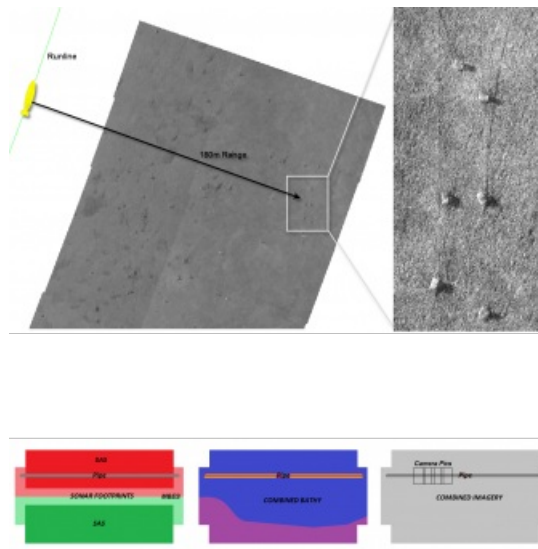 Runline
180m Range
SAS
Pipe
SONAR FOOTPRINTS MBES
SAS
Pipe
COMBINED BATHY
Camera Pics
Pipe
COMBINED IMAGERY